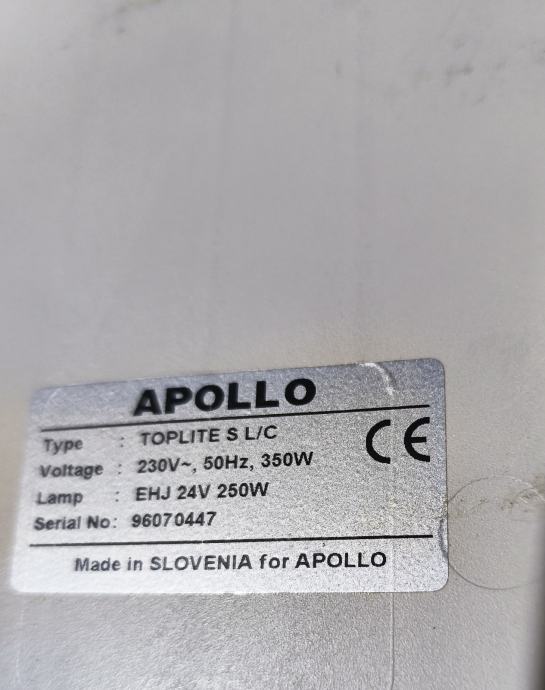 APOLLO
Type : TOPLITE S L/C
Voltage : 230V~, 50Hz, 350W
Lamp : EHJ 24V 250W
Serial No: 96070447
CE
Made in SLOVENIA for APOLLO